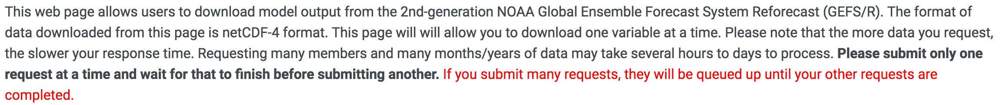 This web page allows users to download model output from the 2nd-generation NOAA Global Ensemble Forecast System Reforecast (GEFS/R). The format of
data downloaded from this page is netCDF-4 format. This page will will allow you to download one variable at a time. Please note that the more data you request,
the slower your response time. Requesting many members and many months/years of data may take several hours to days to process. Please submit only one
request at a time and wait for that to finish before submitting another. If you submit many requests, they will be queued up until your other requests are
completed.